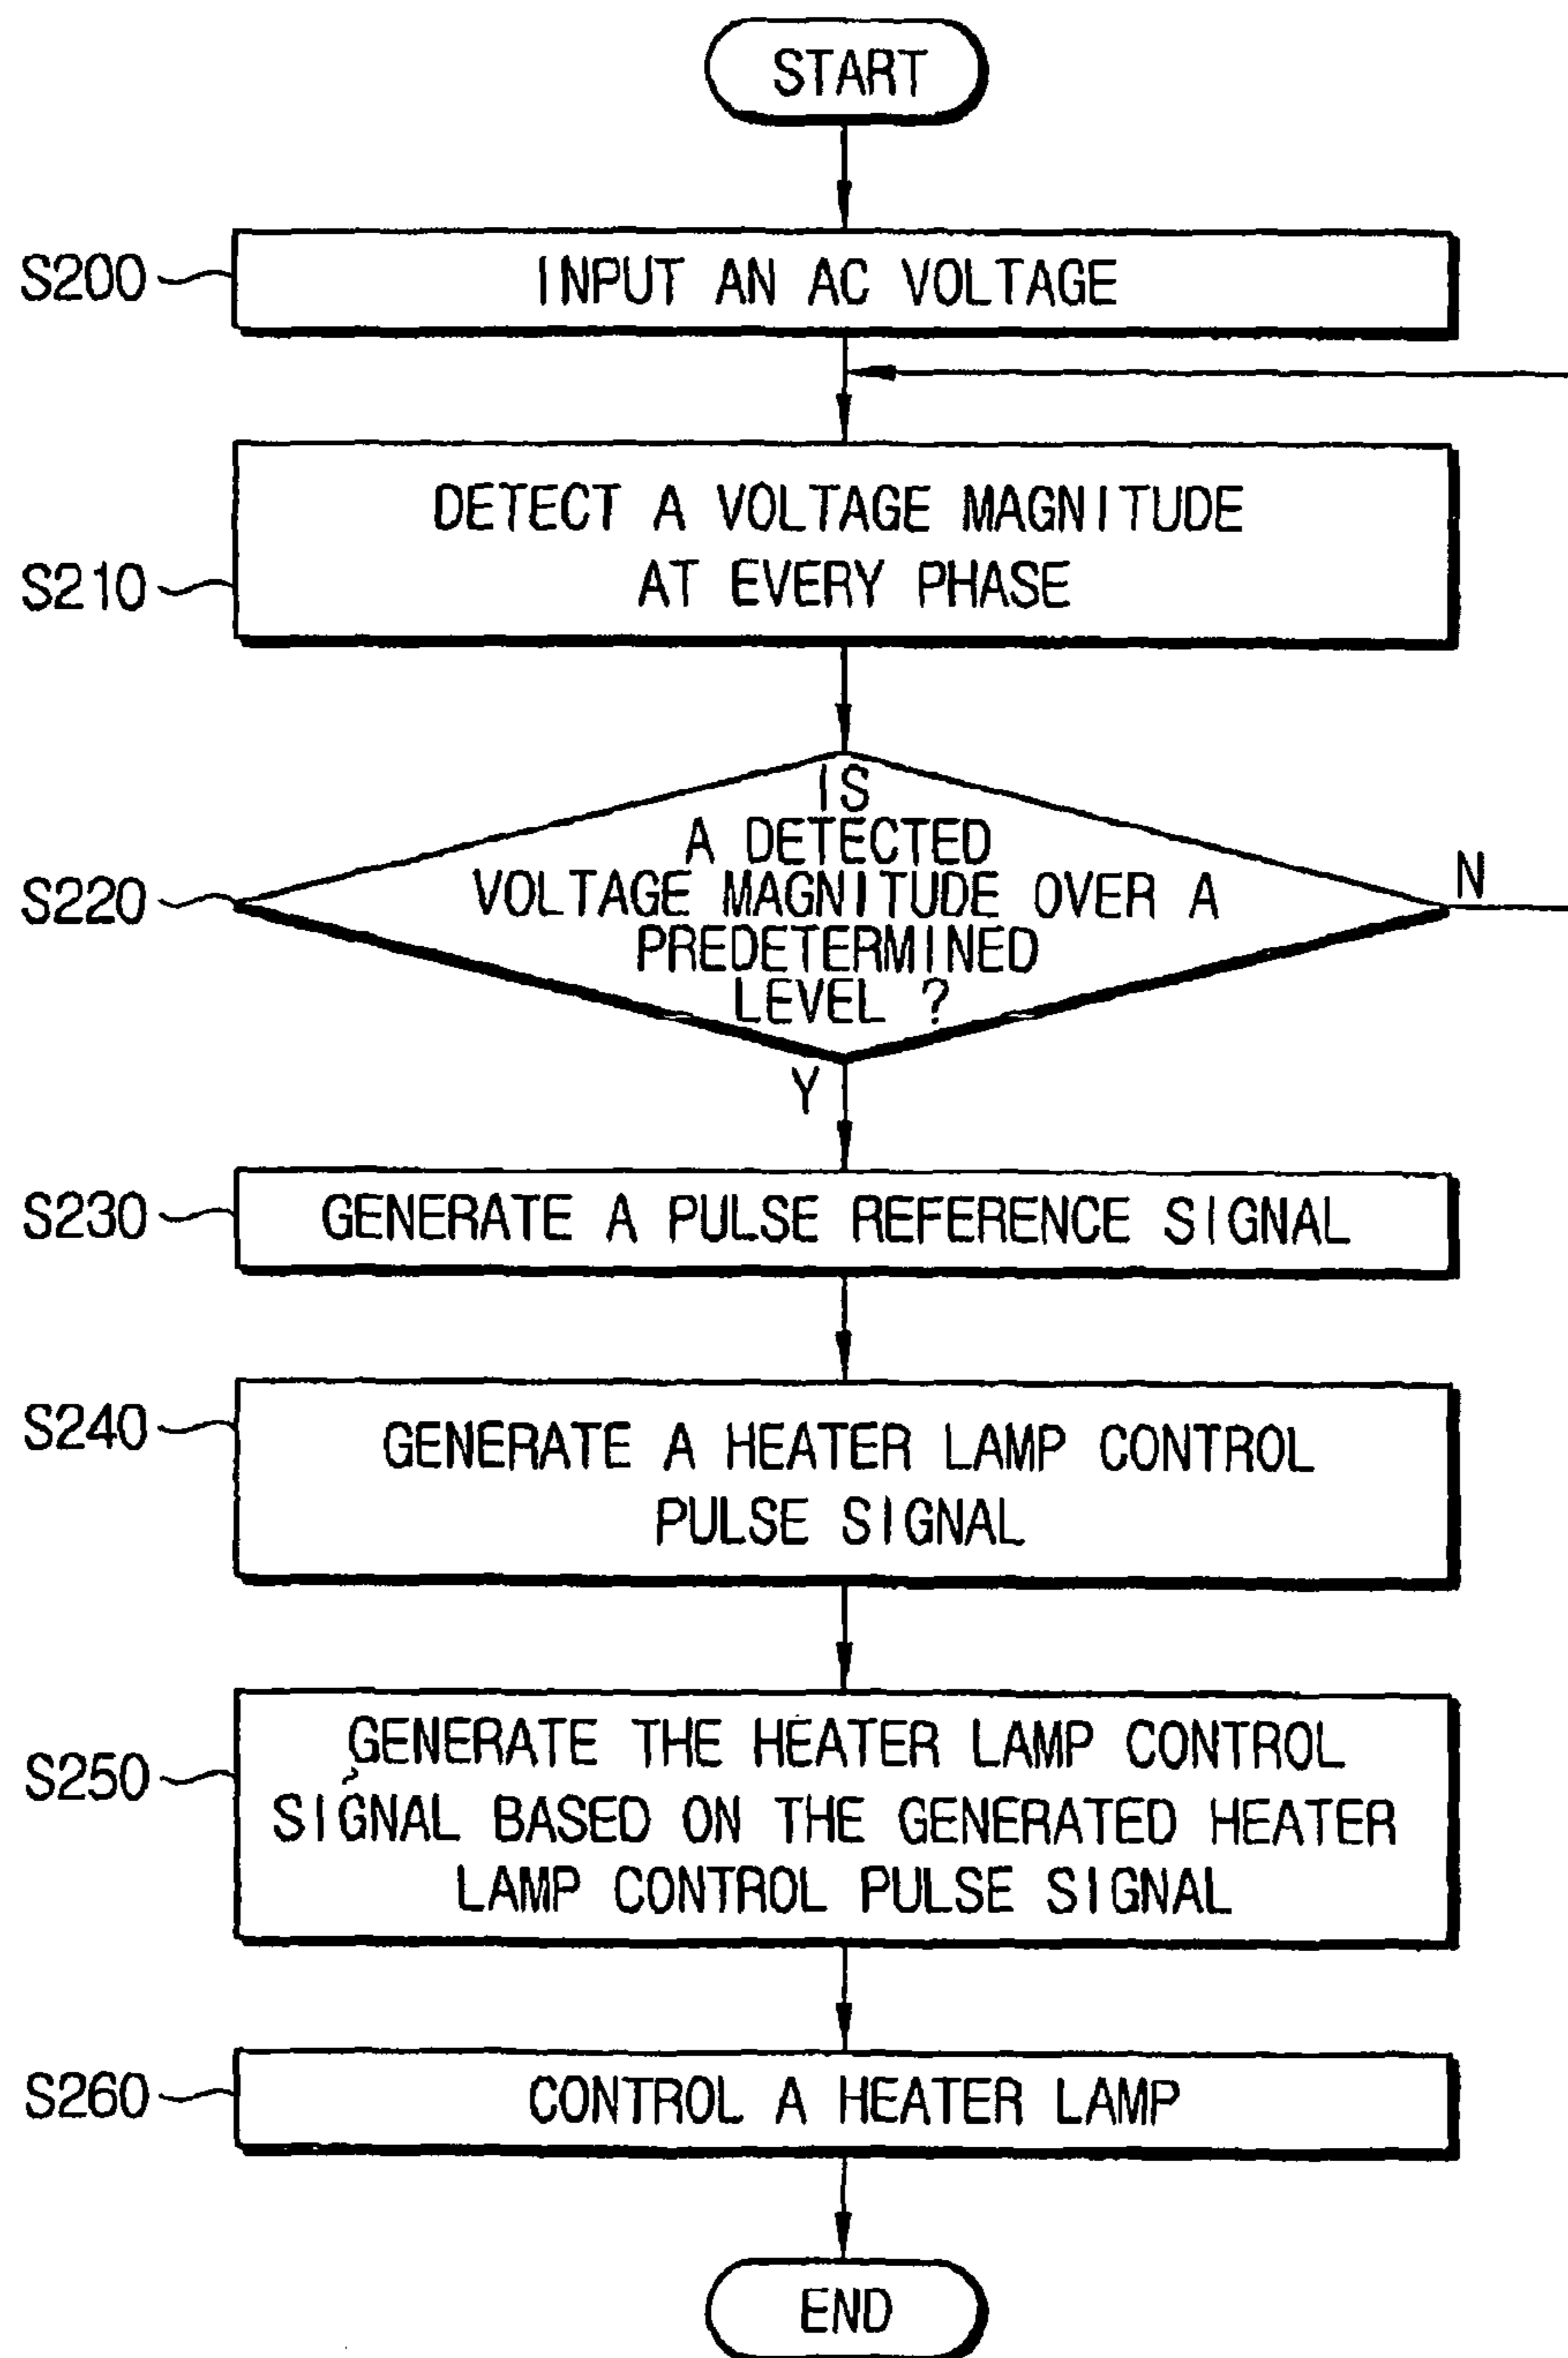 START
S200
INPUT AN AC VOLTAGE
DETECT A VOLTAGE MAGNITUDE
AT EVERY PHASE
S210
IS
A DETECTED
VOLTAGE MAGNITUDE OVER A
PREDETERMINED
LEVEL ?
S220
N
Y
S230
GENERATE A PULSE REFERENCE SIGNAL
S240
GENERATE A HEATER LAMP CONTROL
PULSE SIGNAL
S250
GENERATE THE HEATER LAMP CONTROL
SIGNAL BASED ON THE GENERATED HEATER
LAMP CONTROL PULSE SIGNAL
S260
CONTROL A HEATER LAMP
END